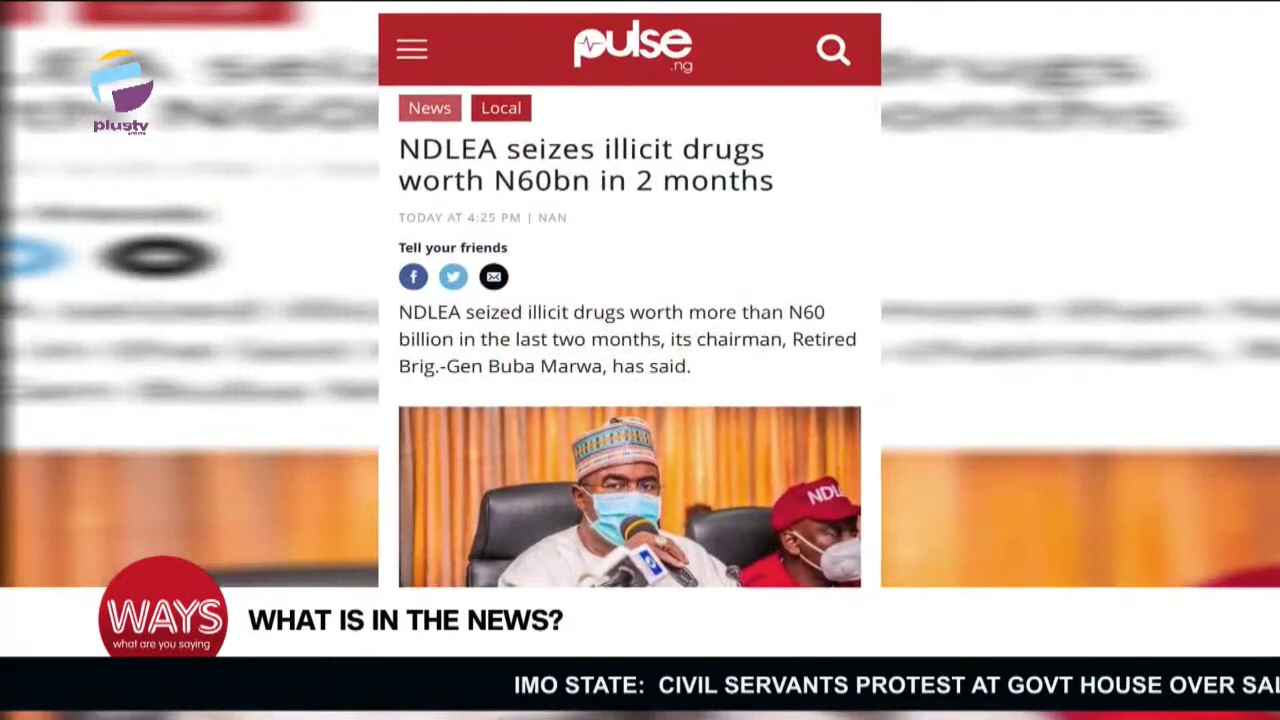 plustv
pulse
.ng
News
Local
NDLEA seizes illicit drugs
worth N60bn in 2 months
TODAY AT 4:25 PM | NAN
Tell your friends
NDLEA seized illicit drugs worth more than N60
billion in the last two months, its chairman, Retired
Brig.-Gen Buba Marwa, has said.
WAYS
what are you saying
WHAT IS IN THE NEWS?
IMO STATE: CIVIL SERVANTS PROTEST AT GOVT HOUSE OVER